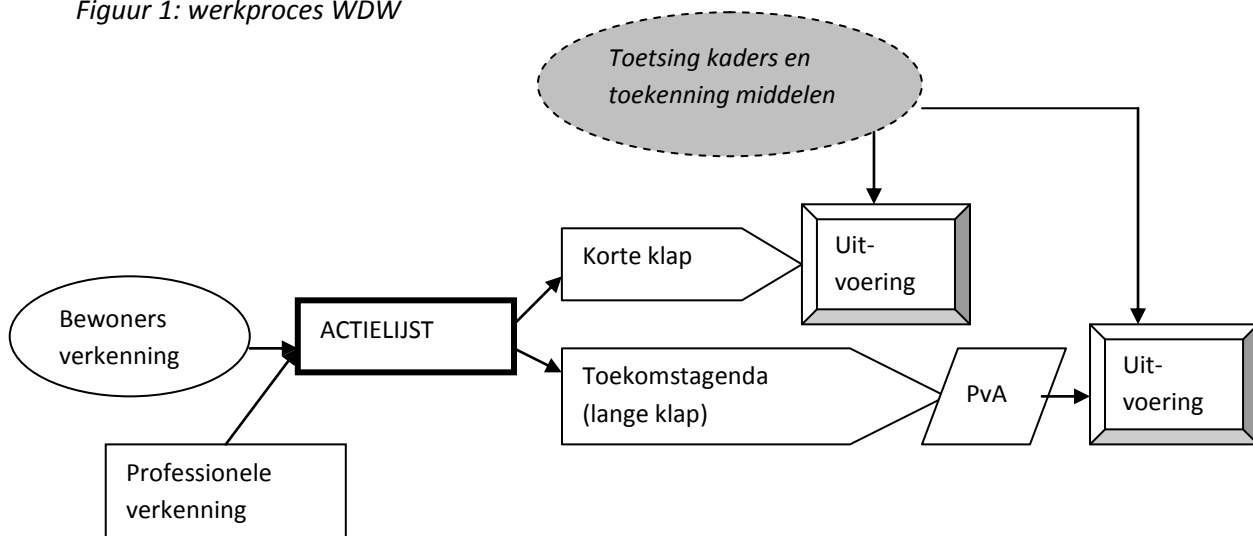 Figuur 1: werkproces WDW
Toetsing kaders en
toekenning middelen
Korte klap
Uit-
voering
Bewoners
verkenning
ACTIELIJST
Toekomstagenda
(lange klap)
PvA
Uit-
voering
Professionele
verkenning